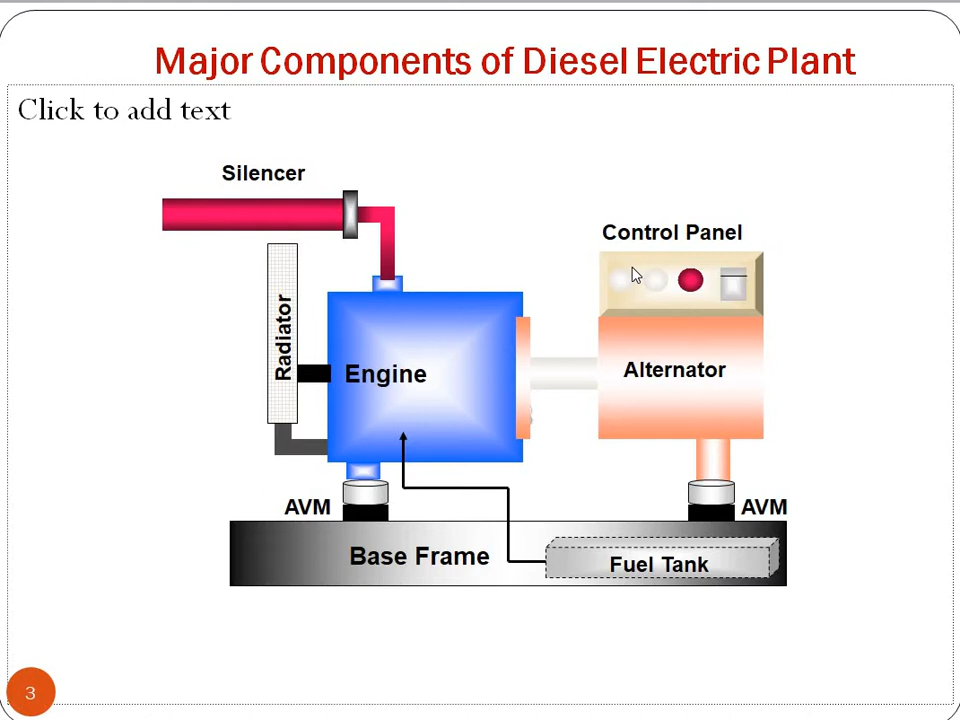 Major Components of Diesel Electric Plant
Click to add text
Silencer
Control Panel
Radiator
Engine
Alternator
AVM
AVM
Base Frame
Fuel Tank
3